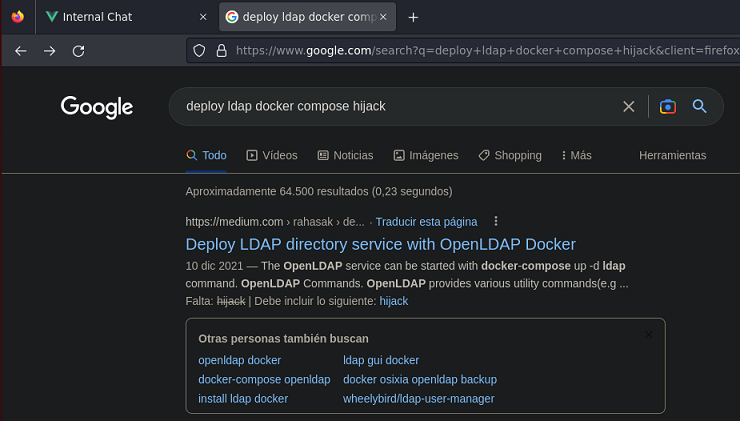 Internal Chat
deploy ldap docker comp
https://www.google.com/search?q=deploy+ldap+docker+compose+hijack&client=firefox
Google
deploy ldap docker compose hijack
Todo Vídeos Noticias Imágenes Shopping Más Herramientas
Aproximadamente 64.500 resultados (0,23 segundos)
https://medium.com › rahasak › de... · Traducir esta página
Deploy LDAP directory service with OpenLDAP Docker
10 dic 2021 — The OpenLDAP service can be started with docker-compose up -d ldap
command. OpenLDAP Commands. OpenLDAP provides various utility commands(e.g ...
Falta: hijack | Debe incluir lo siguiente: hijack
Otras personas también buscan
openldap docker ldap gui docker
docker-compose openldap docker osixia openldap backup
install ldap docker wheelybird/ldap-user-manager